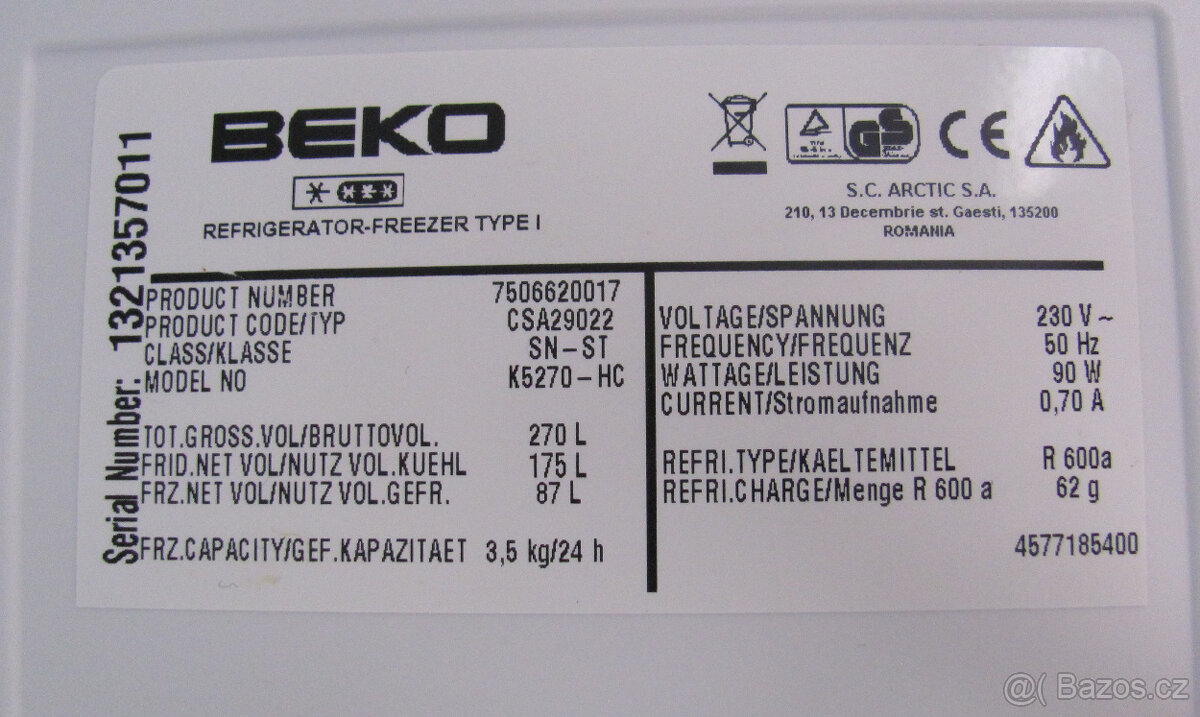 BEKO
REFRIGERATOR-FREEZER TYPE I
GS
CE
S.C. ARCTIC S.A.
210, 13 Decembrie st. Gaesti, 135200
ROMANIA
Serial Number: 132135 7011
PRODUCT NUMBER 7506620017
PRODUCT CODE/TYP CSA29022
CLASS/KLASSE SN-ST
MODEL NO K5270-HC
TOT.GROSS.VOL/BRUTTOVOL. 270 L
FRID.NET VOL/NUTZ VOL.KUEHL 175 L
FRZ.NET VOL/NUTZ VOL.GEFR. 87 L
FRZ.CAPACITY/GEF.KAPAZITAET 3,5 kg/24 h
VOLTAGE/SPANNUNG 230 V ~
FREQUENCY/FREQUENZ 50 Hz
WATTAGE/LEISTUNG 90 W
CURRENT/Stromaufnahme 0,70 A
REFRI.TYPE/KAELTEMITTEL R 600a
REFRI.CHARGE/Menge R 600 a 62 g
4577185400
@( Bazos.cz